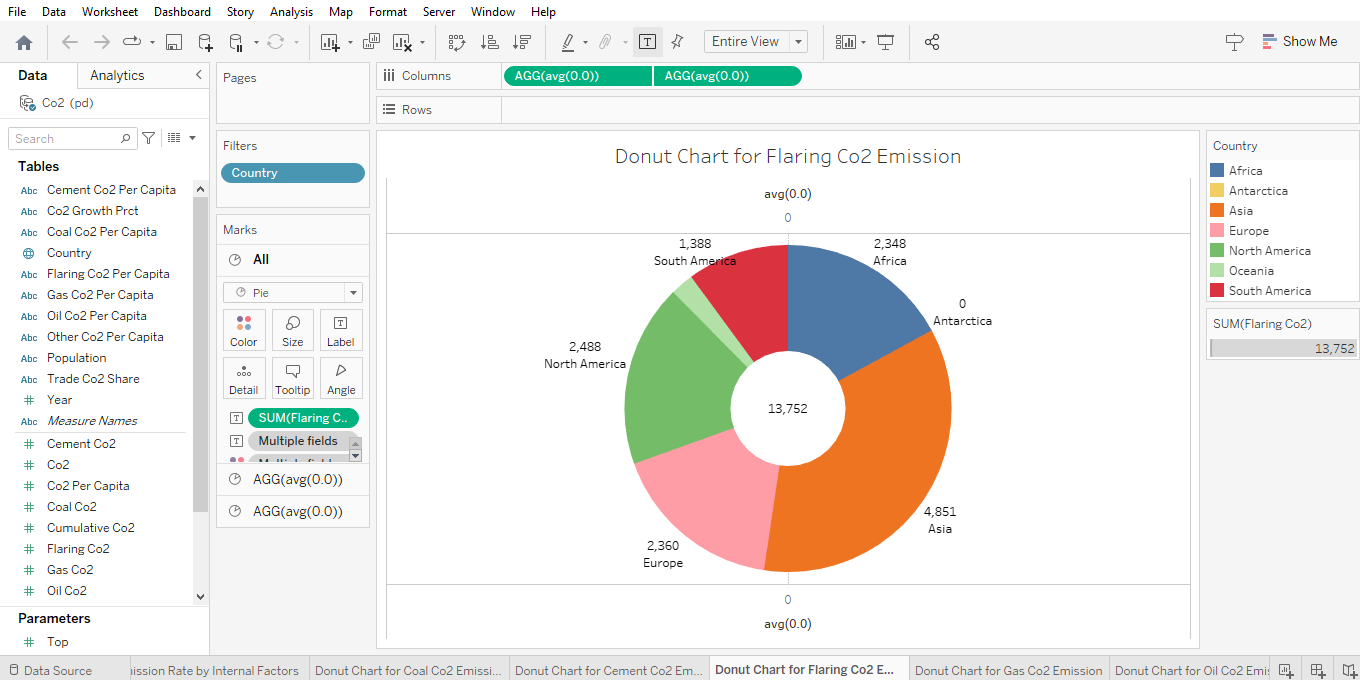 File Data Worksheet Dashboard Story Analysis Map Format Server Window Help
Entire View
Show Me
Data Analytics
Co2 (pd)
Search
Tables
Abc Cement Co2 Per Capita
Abc Co2 Growth Prct
Abc Coal Co2 Per Capita
Country
Abc Flaring Co2 Per Capita
Abc Gas Co2 Per Capita
Abc Oil Co2 Per Capita
Abc Other Co2 Per Capita
Abc Population
Abc Trade Co2 Share
Year
Abc Measure Names
Cement Co2
Co2
Co2 Per Capita
Coal Co2
Cumulative Co2
Flaring Co2
Gas Co2
Oil Co2
Parameters
Top
Pages
Filters
Country
Marks
All
Pie
Color Size Label
Detail Tooltip Angle
SUM(Flaring C..
Multiple fields
AGG(avg(0.0))
AGG(avg(0.0))
Columns AGG(avg(0.0)) AGG(avg(0.0))
Rows
Donut Chart for Flaring Co2 Emission
avg(0.0)
0
1,388
South America
2,348
Africa
0
Antarctica
2,488
North America
13,752
4,851
Asia
2,360
Europe
0
avg(0.0)
Country
Africa
Antarctica
Asia
Europe
North America
Oceania
South America
SUM(Flaring Co2)
13,752
Data Source
ission Rate by Internal Factors
Donut Chart for Coal Co2 Emissi...
Donut Chart for Cement Co2 Em...
Donut Chart for Flaring Co2 E...
Donut Chart for Gas Co2 Emission
Donut Chart for Oil Co2 Emi